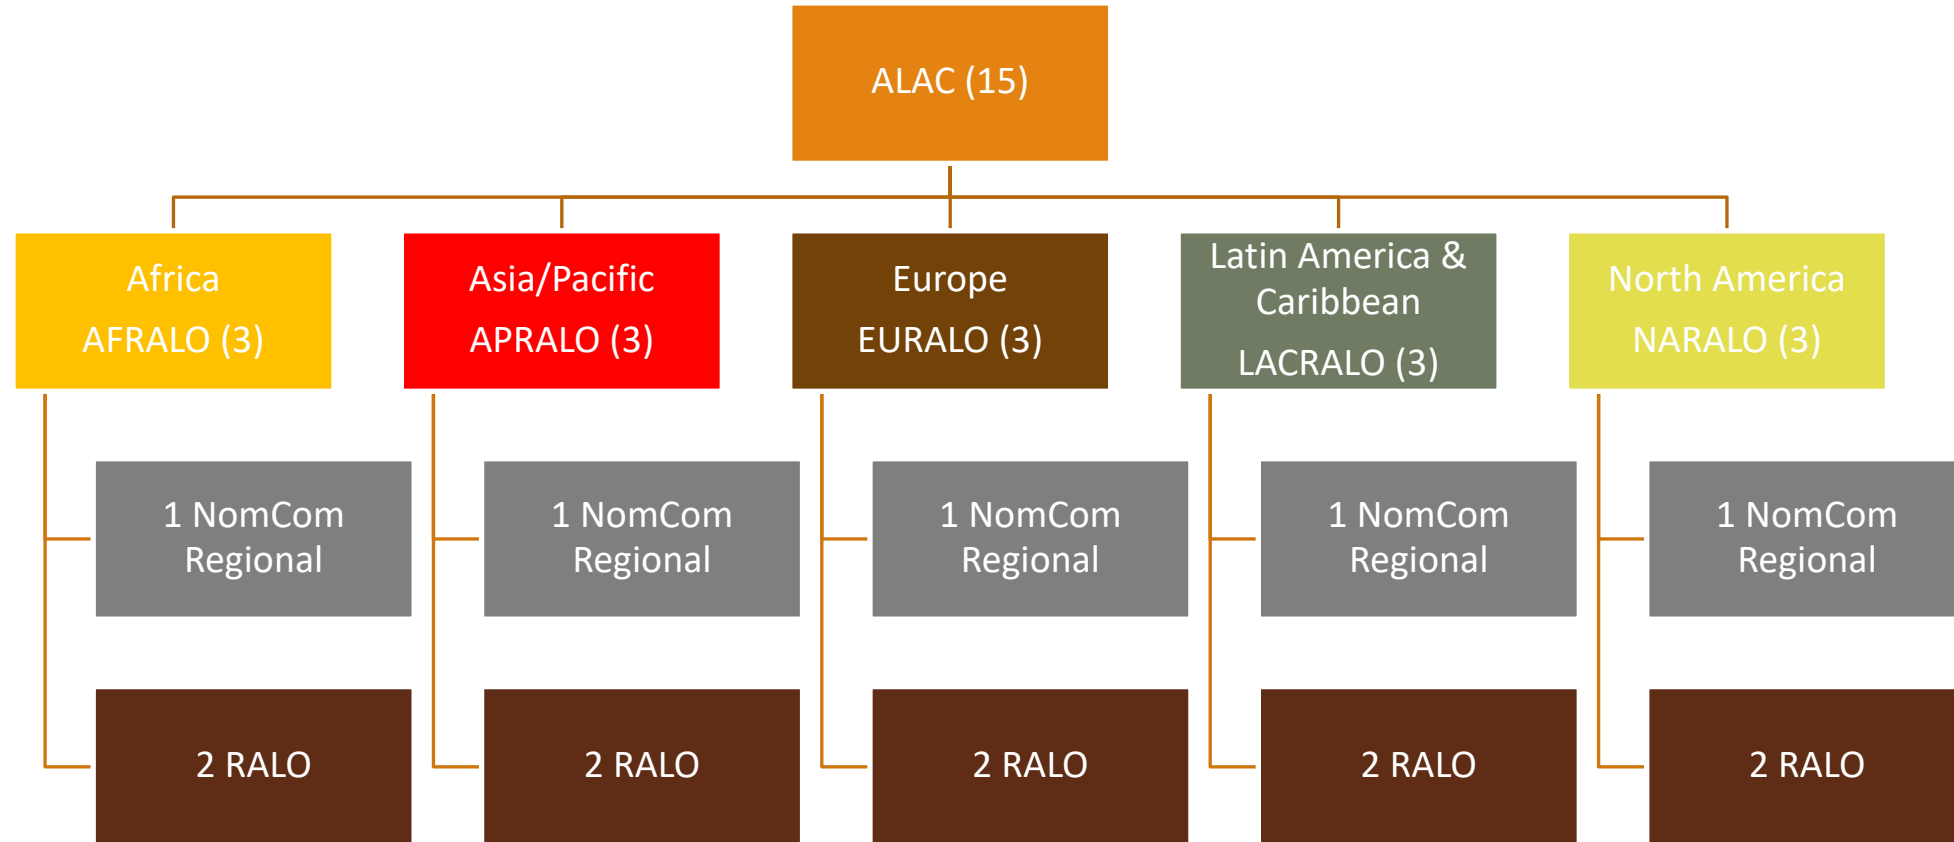 ALAC (15)
Africa
AFRALO (3)
Asia/Pacific
APRALO (3)
Europe
EURALO (3)
Latin America &
Caribbean
LACRALO (3)
North America
NARALO (3)
1 NomCom
Regional
1 NomCom
Regional
1 NomCom
Regional
1 NomCom
Regional
1 NomCom
Regional
2 RALO
2 RALO
2 RALO
2 RALO
2 RALO